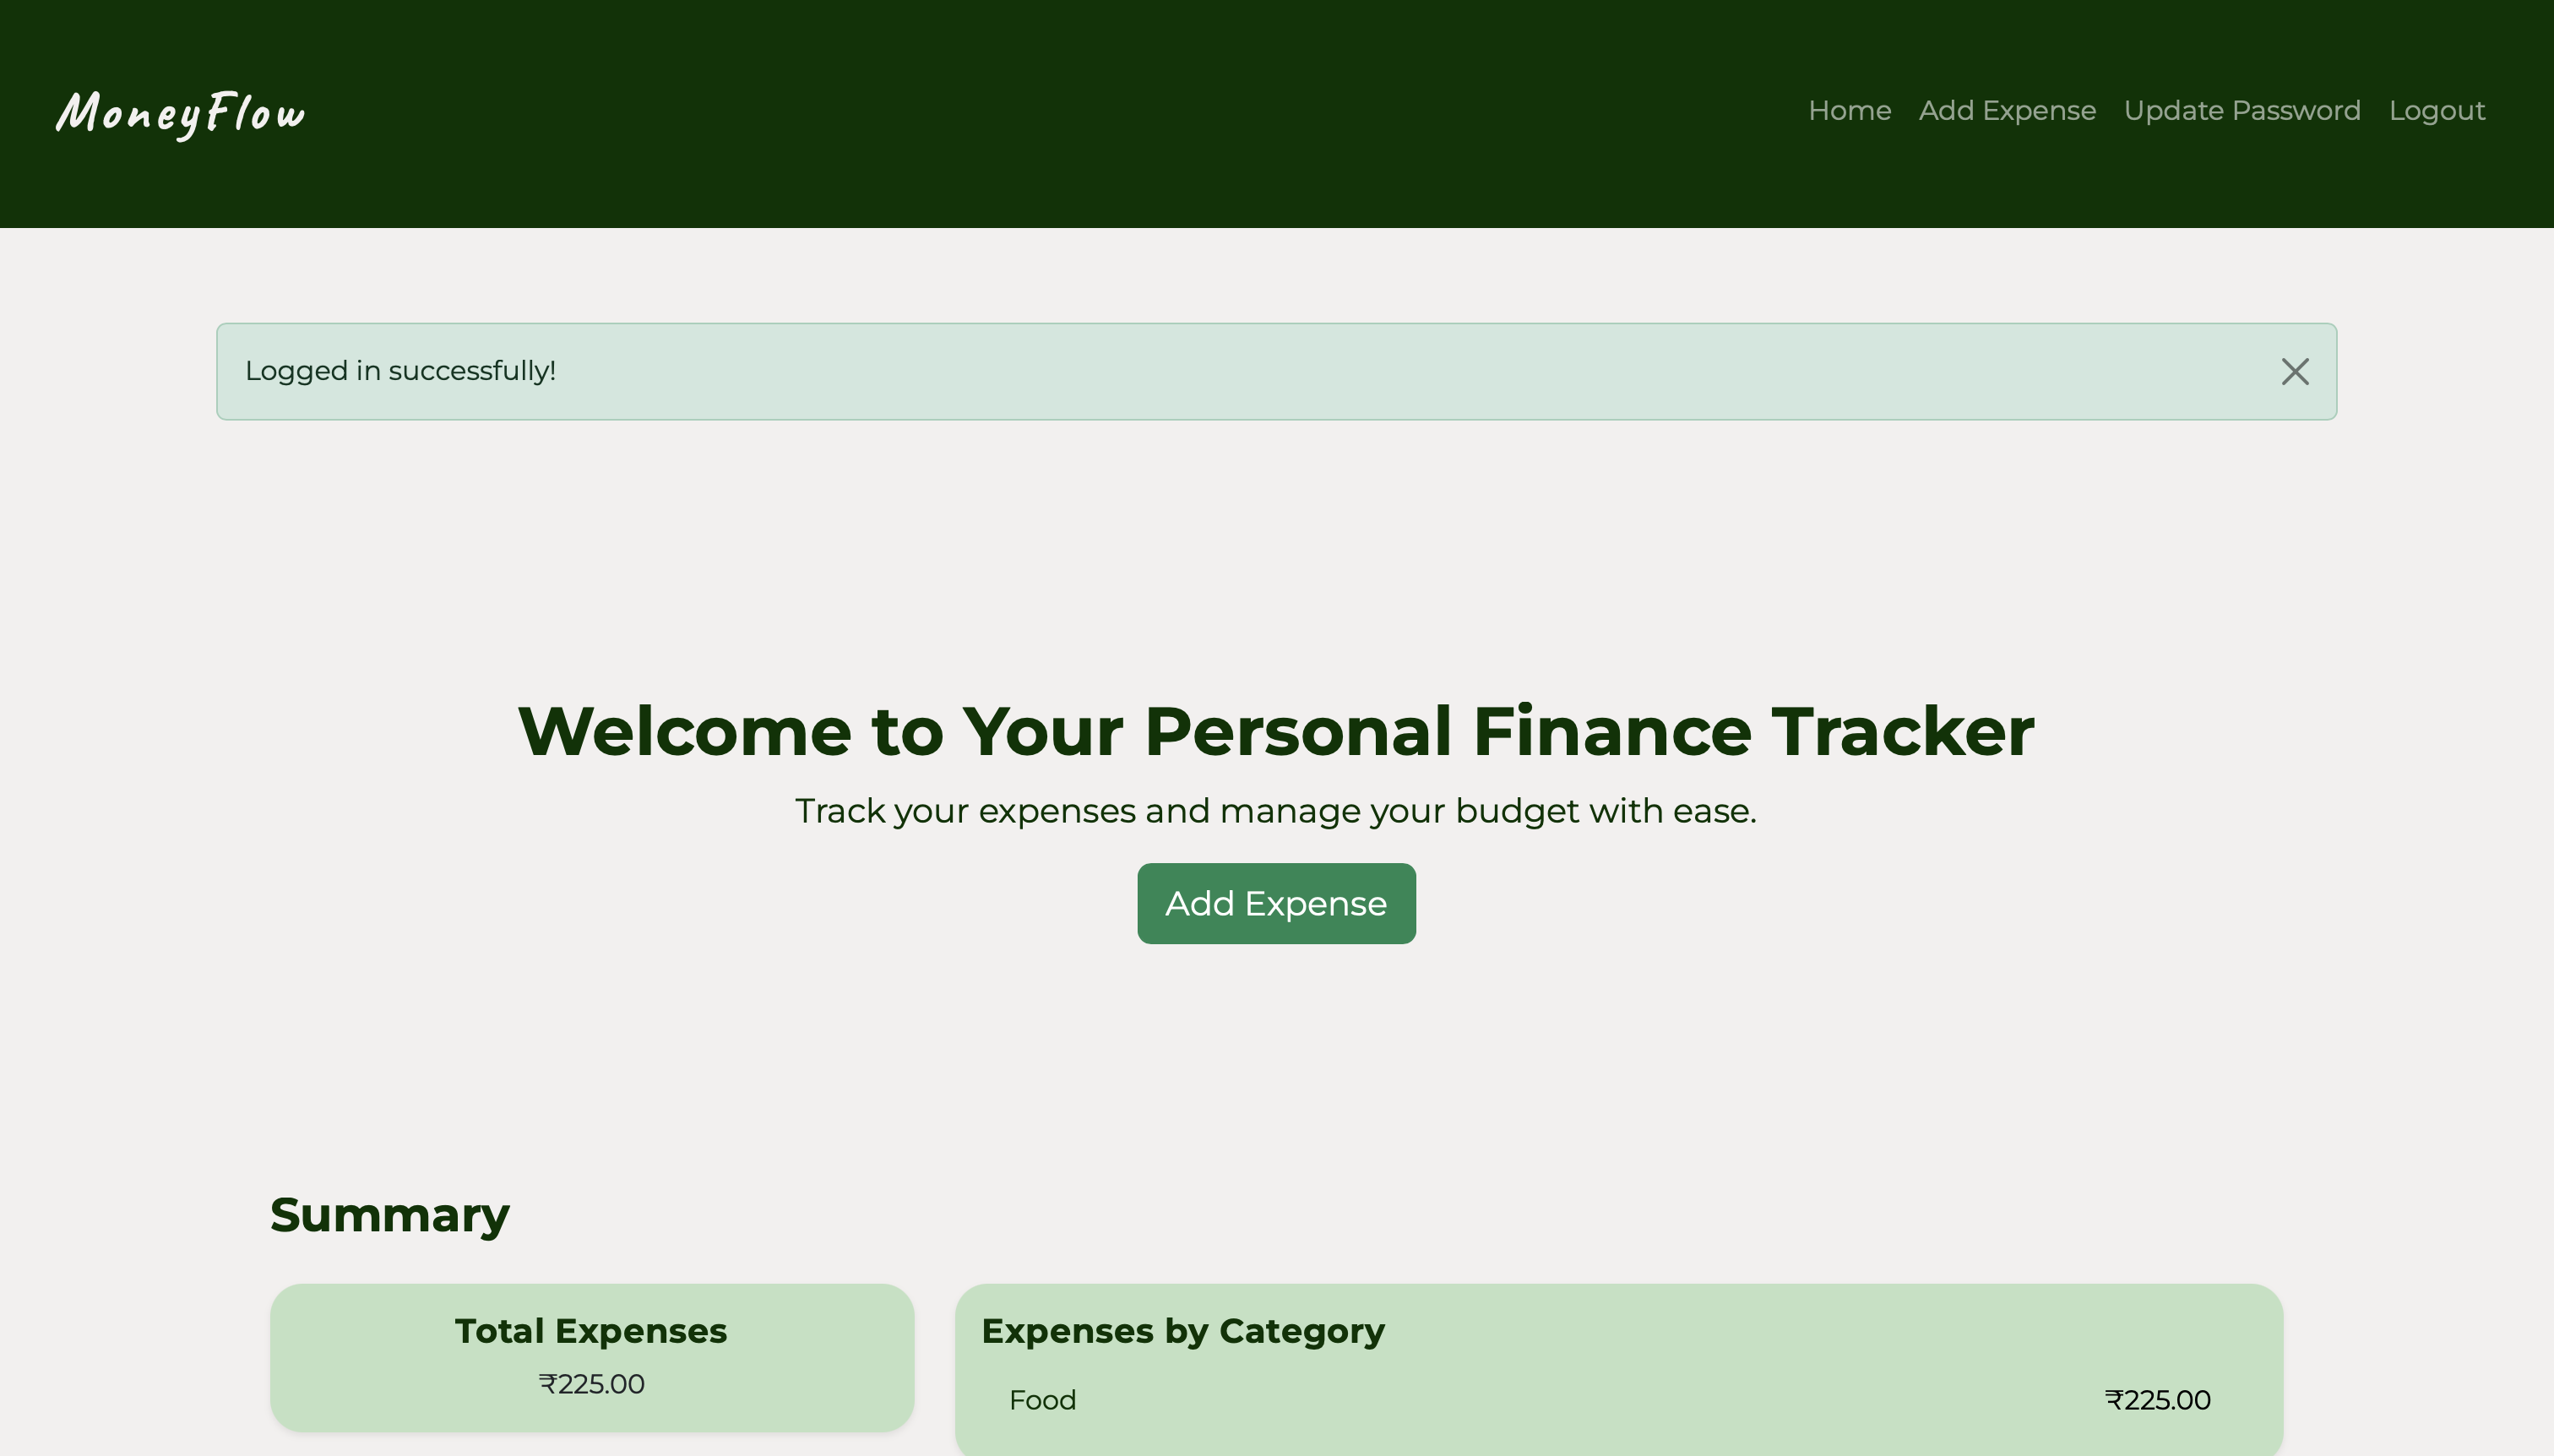 MoneyFlow
Home Add Expense Update Password Logout
Logged in successfully!
Welcome to Your Personal Finance Tracker
Track your expenses and manage your budget with ease.
Add Expense
Summary
Total Expenses
₹225.00
Expenses by Category
Food ₹225.00